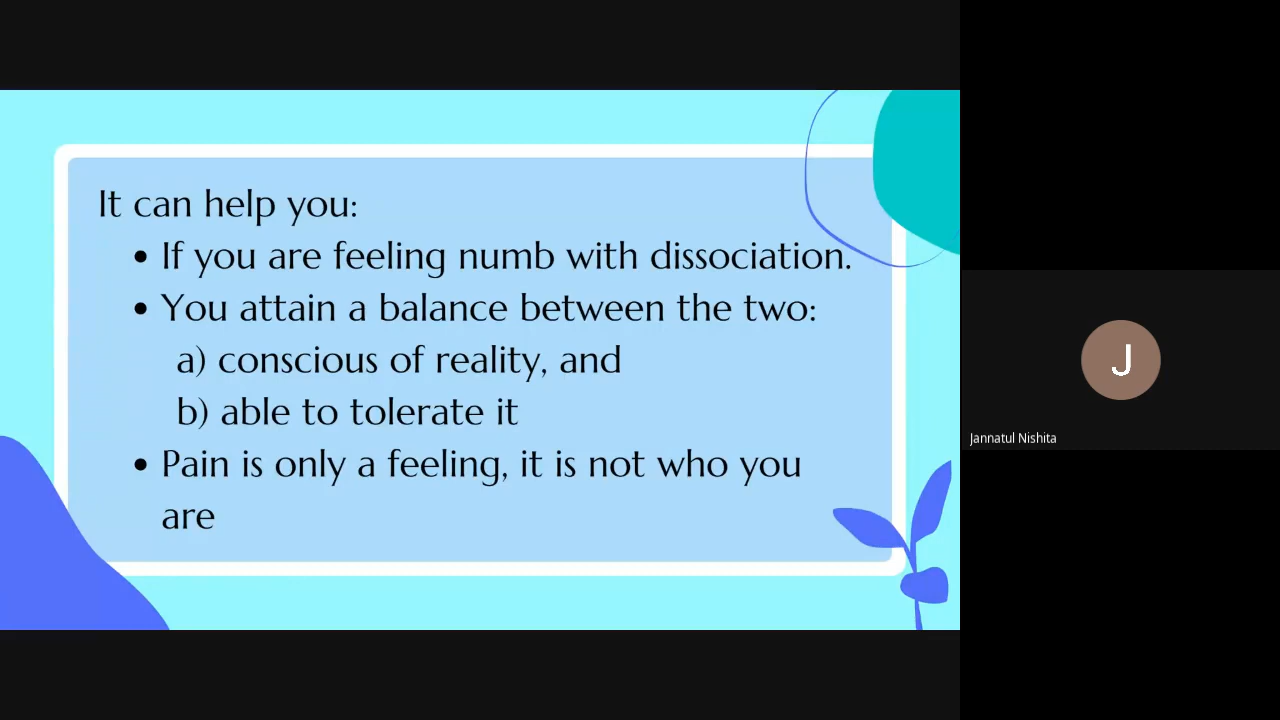 It can help you:
• If you are feeling numb with dissociation.
• You attain a balance between the two:
a) conscious of reality, and
b) able to tolerate it
• Pain is only a feeling, it is not who you
are
J
Jannatul Nishita